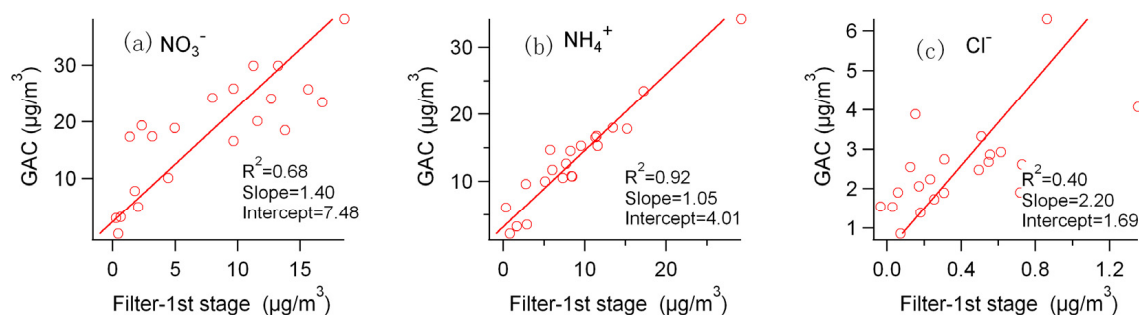 (a) NO₃⁻
GAC (μg/m³)
30
20
10
R²=0.68
Slope=1.40
Intercept=7.48
0 5 10 15
Filter-1st stage (μg/m³)
(b) NH₄⁺
GAC (μg/m³)
30
20
10
R²=0.92
Slope=1.05
Intercept=4.01
0 10 20
Filter-1st stage (μg/m³)
(c) Cl⁻
GAC (μg/m³)
6
5
4
3
2
1
R²=0.40
Slope=2.20
Intercept=1.69
0.0 0.4 0.8 1.2
Filter-1st stage (μg/m³)